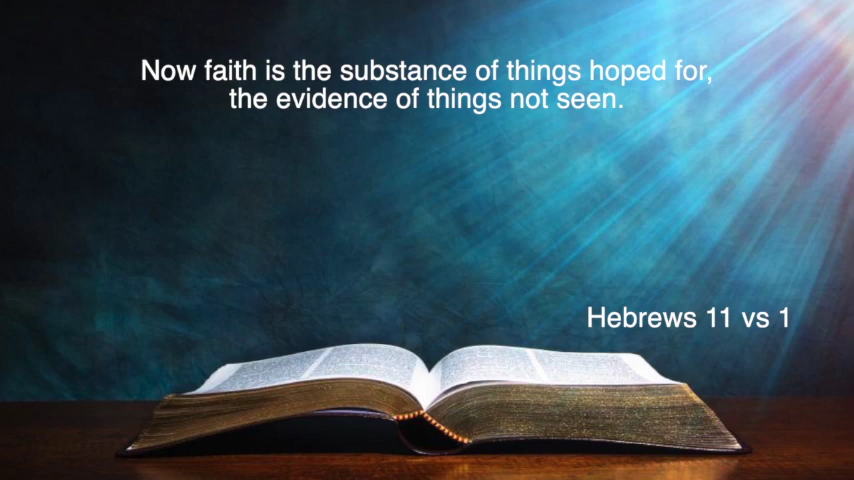 Now faith is the substance of things hoped for,
the evidence of things not seen.
Hebrews 11 vs 1